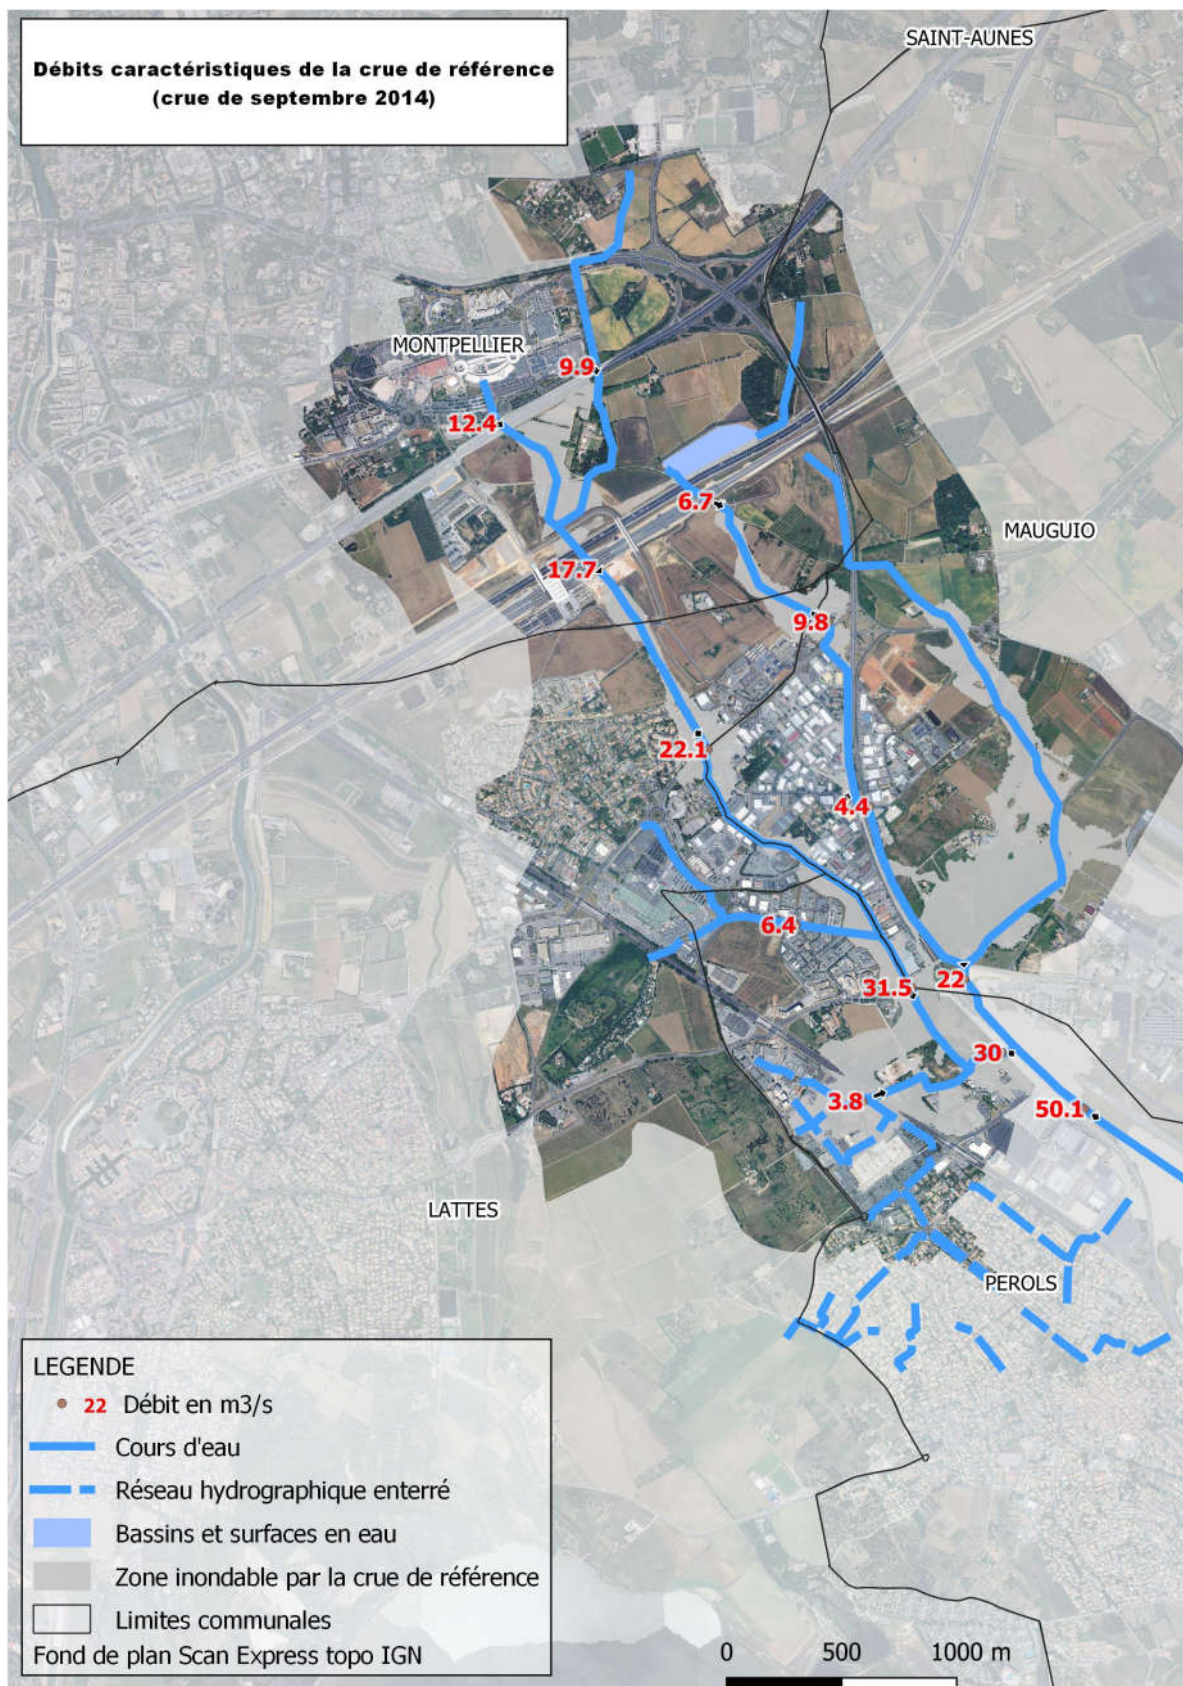 Débits caractéristiques de la crue de référence
(crue de septembre 2014)
SAINT-AUNES
MONTPELLIER
9.9
12.4
6.7
MAUGUIO
17.7
9.8
22.1
4.4
6.4
22
31.5
30
3.8
50.1
LATTES
PEROLS
LEGENDE
22 Débit en m3/s
Cours d'eau
Réseau hydrographique enterré
Bassins et surfaces en eau
Zone inondable par la crue de référence
Limites communales
Fond de plan Scan Express topo IGN
0 500 1000 m